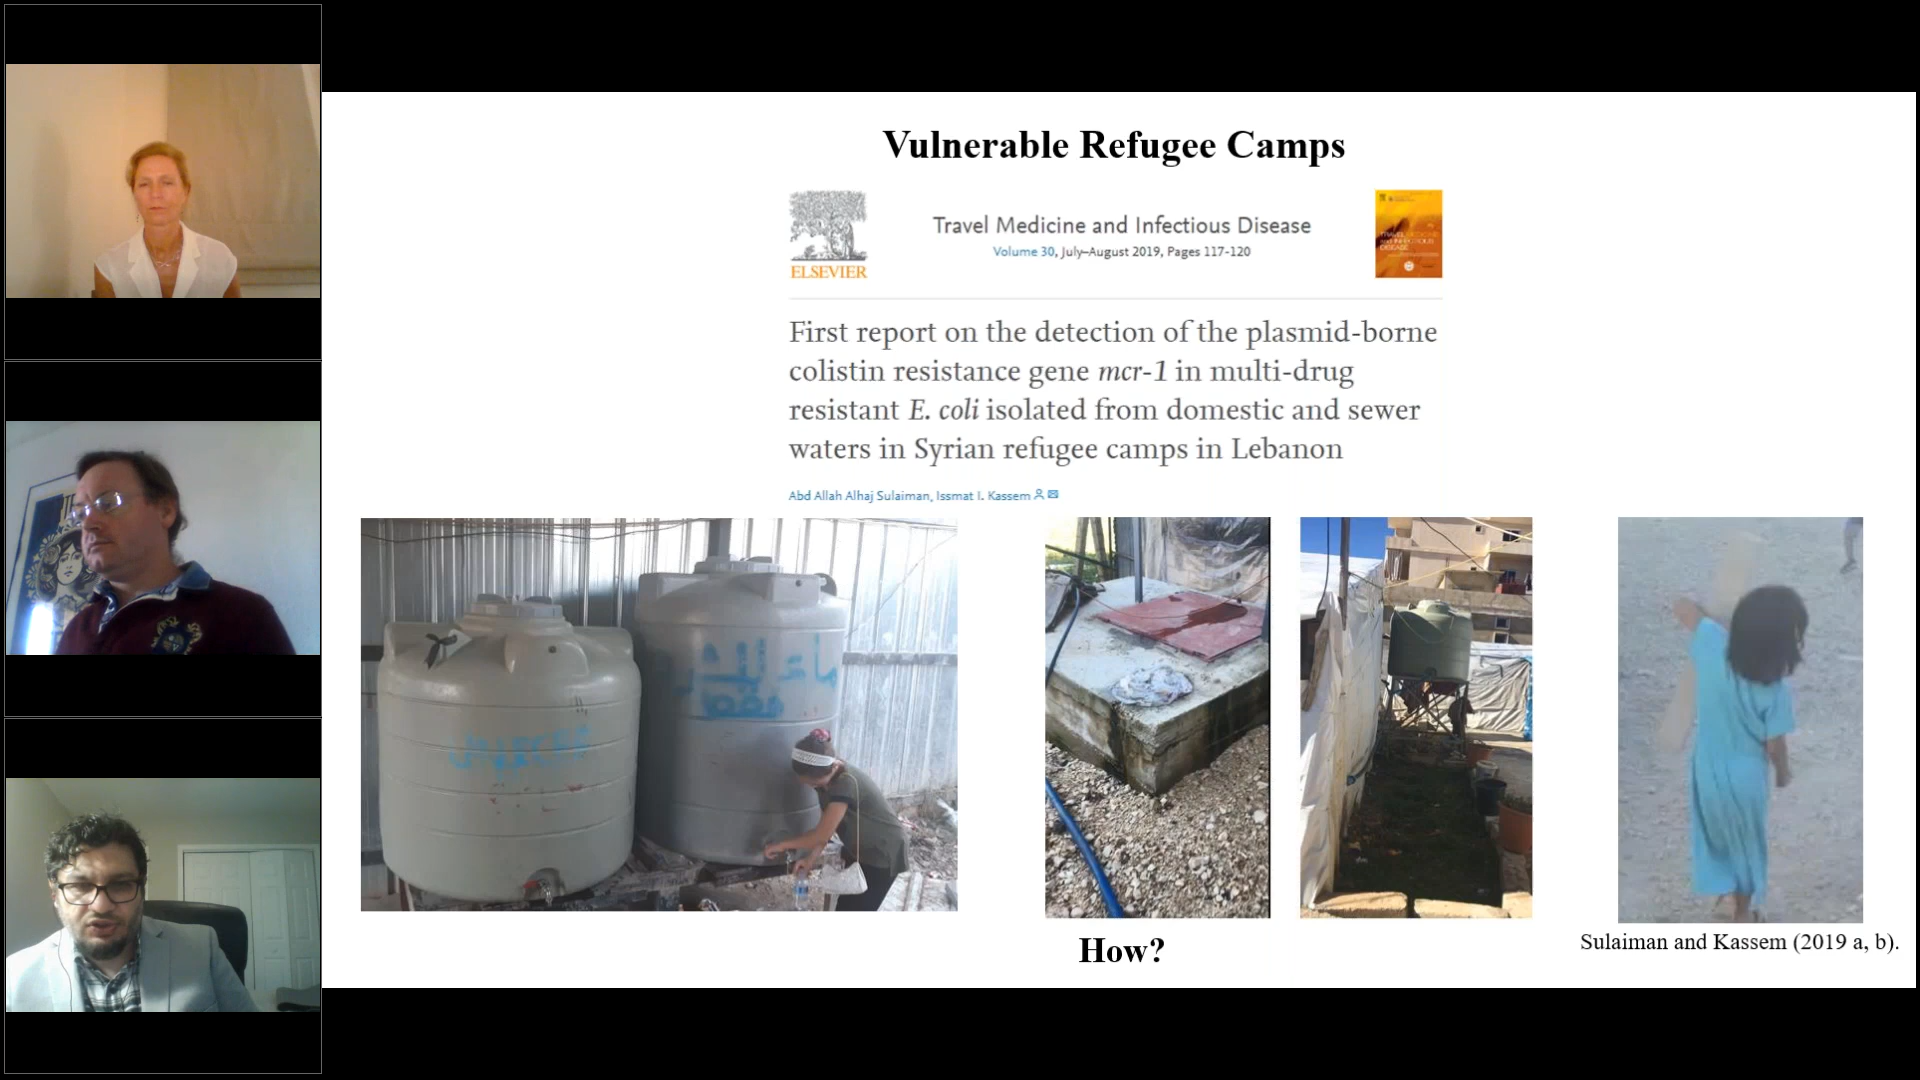 Vulnerable Refugee Camps
ELSEVIER
Travel Medicine and Infectious Disease
Volume 30, July–August 2019, Pages 117-120
First report on the detection of the plasmid-borne
colistin resistance gene mcr-1 in multi-drug
resistant E. coli isolated from domestic and sewer
waters in Syrian refugee camps in Lebanon
Abd Allah Alhaj Sulaiman, Issmat I. Kassem
How?
Sulaiman and Kassem (2019 a, b).